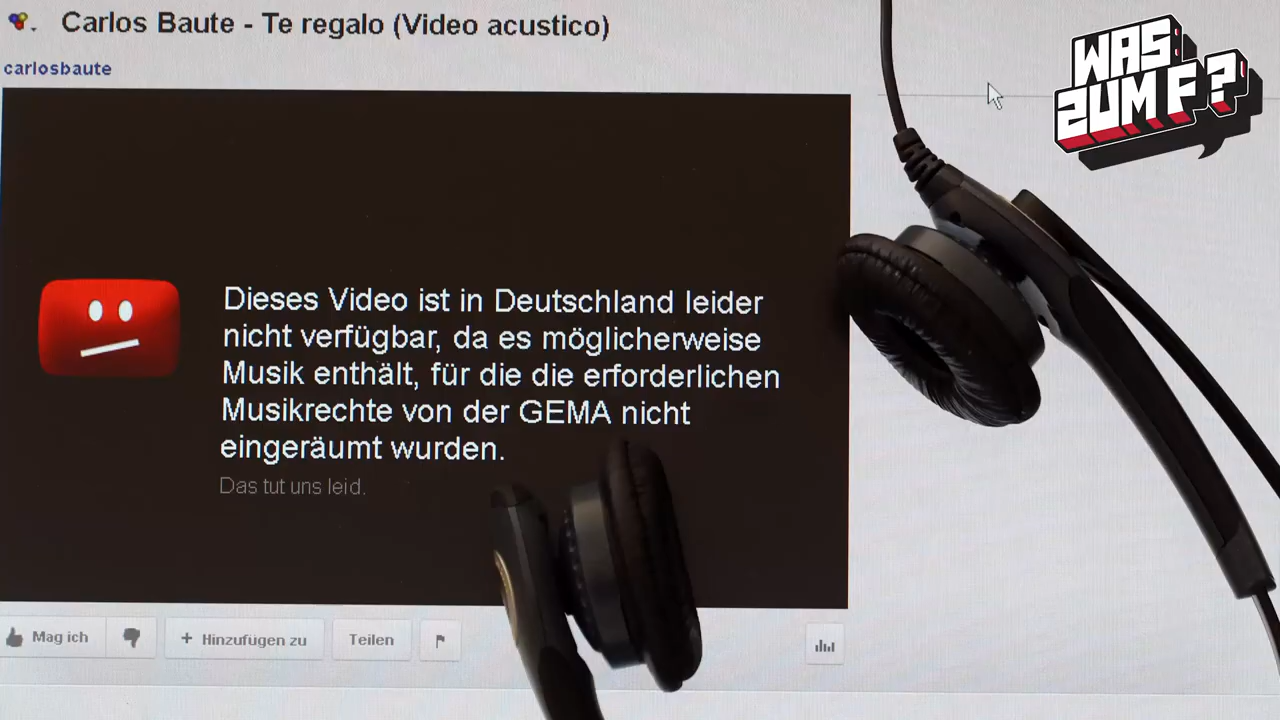 Carlos Baute - Te regalo (Video acustico)
carlosbaute
WAS
ZUM F?
Dieses Video ist in Deutschland leider
nicht verfügbar, da es möglicherweise
Musik enthält, für die die erforderlichen
Musikrechte von der GEMA nicht
eingeräumt wurden.
Das tut uns leid.
Mag ich
+ Hinzufügen zu
Teilen